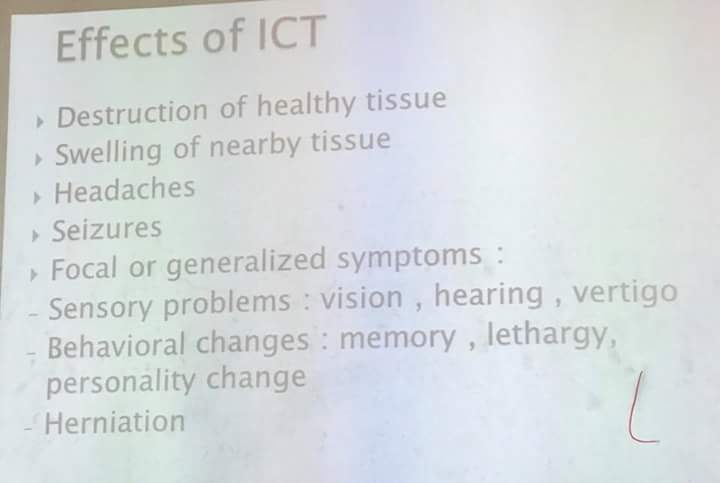 Effects of ICT
‣ Destruction of healthy tissue
‣ Swelling of nearby tissue
‣ Headaches
‣ Seizures
‣ Focal or generalized symptoms :
- Sensory problems : vision , hearing , vertigo
- Behavioral changes : memory , lethargy,
personality change
- Herniation